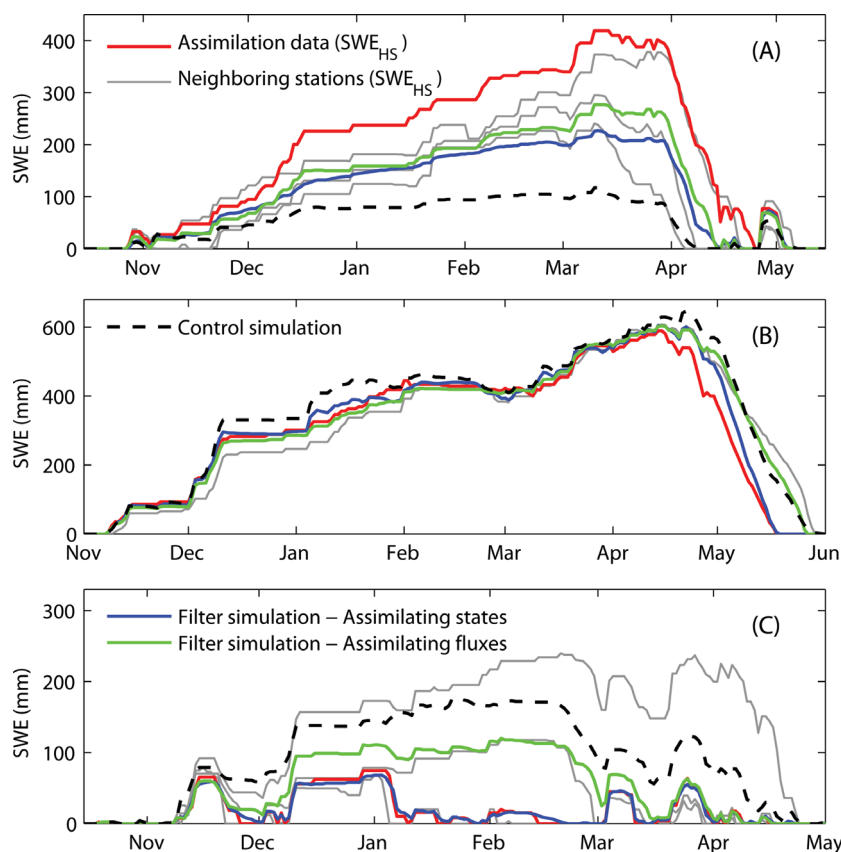 (A)
Assimilation data (SWE_HS)
Neighboring stations (SWE_HS)
SWE (mm)
400
300
200
100
0
Nov Dec Jan Feb Mar Apr May
(B)
Control simulation
SWE (mm)
600
400
200
0
Nov Dec Jan Feb Mar Apr May Jun
(C)
Filter simulation − Assimilating states
Filter simulation − Assimilating fluxes
SWE (mm)
300
200
100
0
Nov Dec Jan Feb Mar Apr May